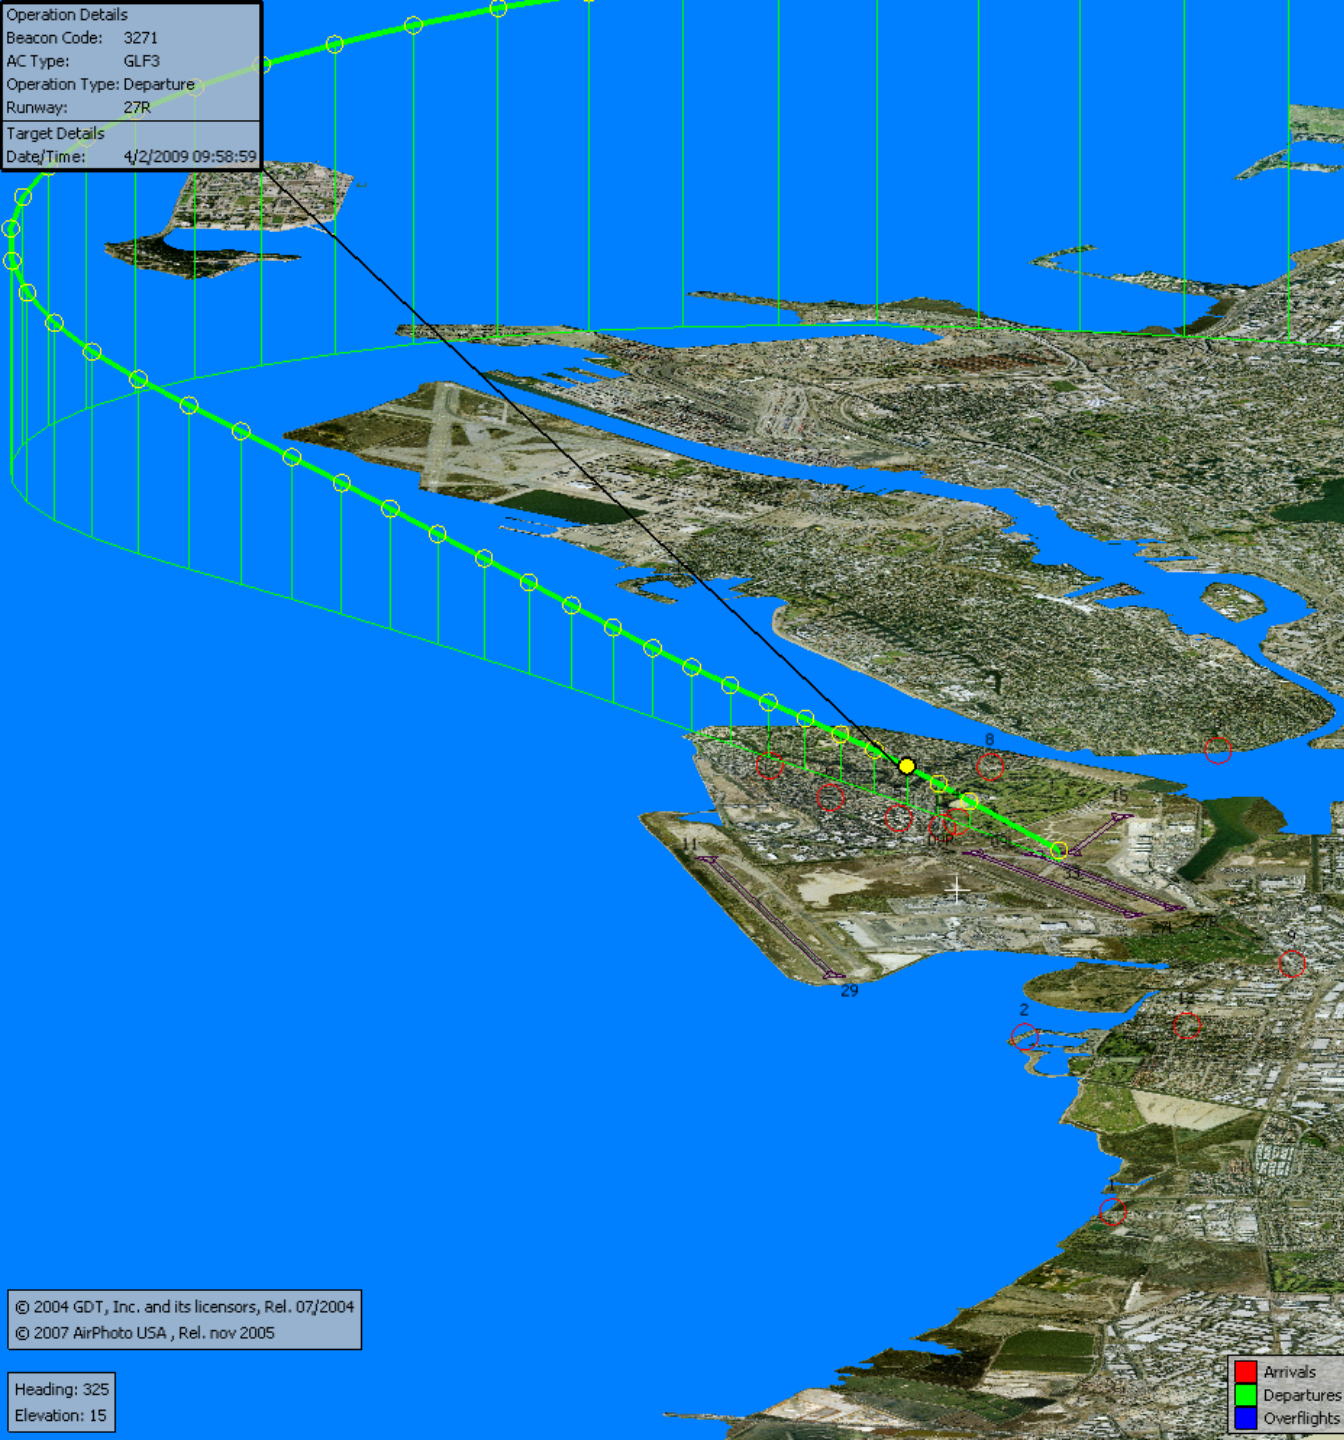 Operation Details
Beacon Code: 3271
AC Type: GLF3
Operation Type: Departure
Runway: 27R
Target Details
Date/Time: 4/2/2009 09:58:59
8
15
11
33
27L 27R
9
29
2
12
1
© 2004 GDT, Inc. and its licensors, Rel. 07/2004
© 2007 AirPhoto USA , Rel. nov 2005
Heading: 325
Elevation: 15
Arrivals
Departures
Overflights